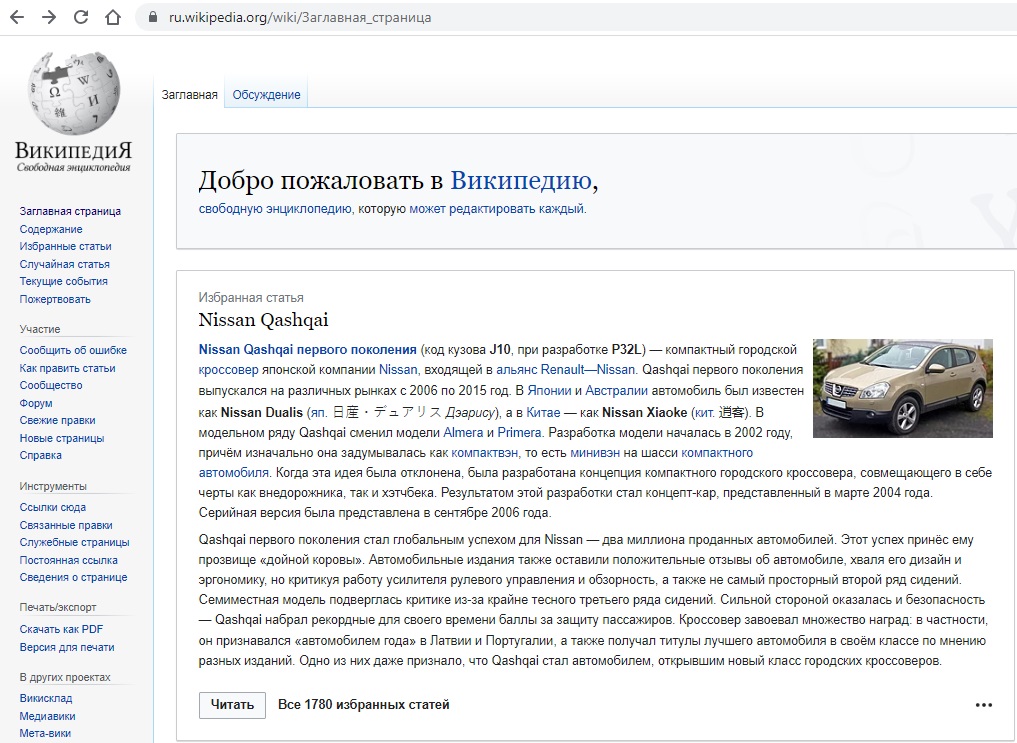 ru.wikipedia.org/wiki/Заглавная_страница
ВикипедиЯ
Свободная энциклопедия
Заглавная страница
Содержание
Избранные статьи
Случайная статья
Текущие события
Пожертвовать
Участие
Сообщить об ошибке
Как править статьи
Сообщество
Форум
Свежие правки
Новые страницы
Справка
Инструменты
Ссылки сюда
Связанные правки
Служебные страницы
Постоянная ссылка
Сведения о странице
Печать/экспорт
Скачать как PDF
Версия для печати
В других проектах
Викисклад
Медиавики
Мета-вики
Заглавная Обсуждение
Добро пожаловать в Википедию,
свободную энциклопедию, которую может редактировать каждый.
Избранная статья
Nissan Qashqai
Nissan Qashqai первого поколения (код кузова J10, при разработке P32L) — компактный городской
кроссовер японской компании Nissan, входящей в альянс Renault—Nissan. Qashqai первого поколения
выпускался на различных рынках с 2006 по 2015 год. В Японии и Австралии автомобиль был известен
как Nissan Dualis (яп. 日産・デュアリス Дэарису), а в Китае — как Nissan Xiaoke (кит. 逍客). В
модельном ряду Qashqai сменил модели Almera и Primera. Разработка модели началась в 2002 году,
причём изначально она задумывалась как компактвэн, то есть минивэн на шасси компактного
автомобиля. Когда эта идея была отклонена, была разработана концепция компактного городского кроссовера, совмещающего в себе
черты как внедорожника, так и хэтчбека. Результатом этой разработки стал концепт-кар, представленный в марте 2004 года.
Серийная версия была представлена в сентябре 2006 года.
Qashqai первого поколения стал глобальным успехом для Nissan — два миллиона проданных автомобилей. Этот успех принёс ему
прозвище «дойной коровы». Автомобильные издания также оставили положительные отзывы об автомобиле, хваля его дизайн и
эргономику, но критикуя работу усилителя рулевого управления и обзорность, а также не самый просторный второй ряд сидений.
Семиместная модель подверглась критике из-за крайне тесного третьего ряда сидений. Сильной стороной оказалась и безопасность
— Qashqai набрал рекордные для своего времени баллы за защиту пассажиров. Кроссовер завоевал множество наград: в частности,
он признавался «автомобилем года» в Латвии и Португалии, а также получал титулы лучшего автомобиля в своём классе по мнению
разных изданий. Одно из них даже признало, что Qashqai стал автомобилем, открывшим новый класс городских кроссоверов.
Читать Все 1780 избранных статей